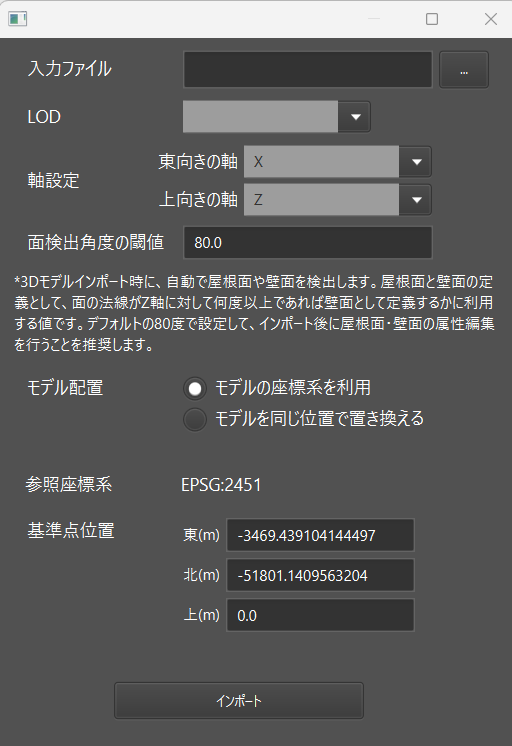 入力ファイル
...
LOD
軸設定
東向きの軸 X
上向きの軸 Z
面検出角度の閾値 80.0
*3Dモデルインポート時に、自動で屋根面や壁面を検出します。屋根面と壁面の定
義として、面の法線がZ軸に対して何度以上であれば壁面として定義するかに利用
する値です。デフォルトの80度で設定して、インポート後に屋根面・壁面の属性編集
を行うことを推奨します。
モデル配置
モデルの座標系を利用
モデルを同じ位置で置き換える
参照座標系 EPSG:2451
基準点位置
東(m) -3469.439104144497
北(m) -51801.1409563204
上(m) 0.0
インポート